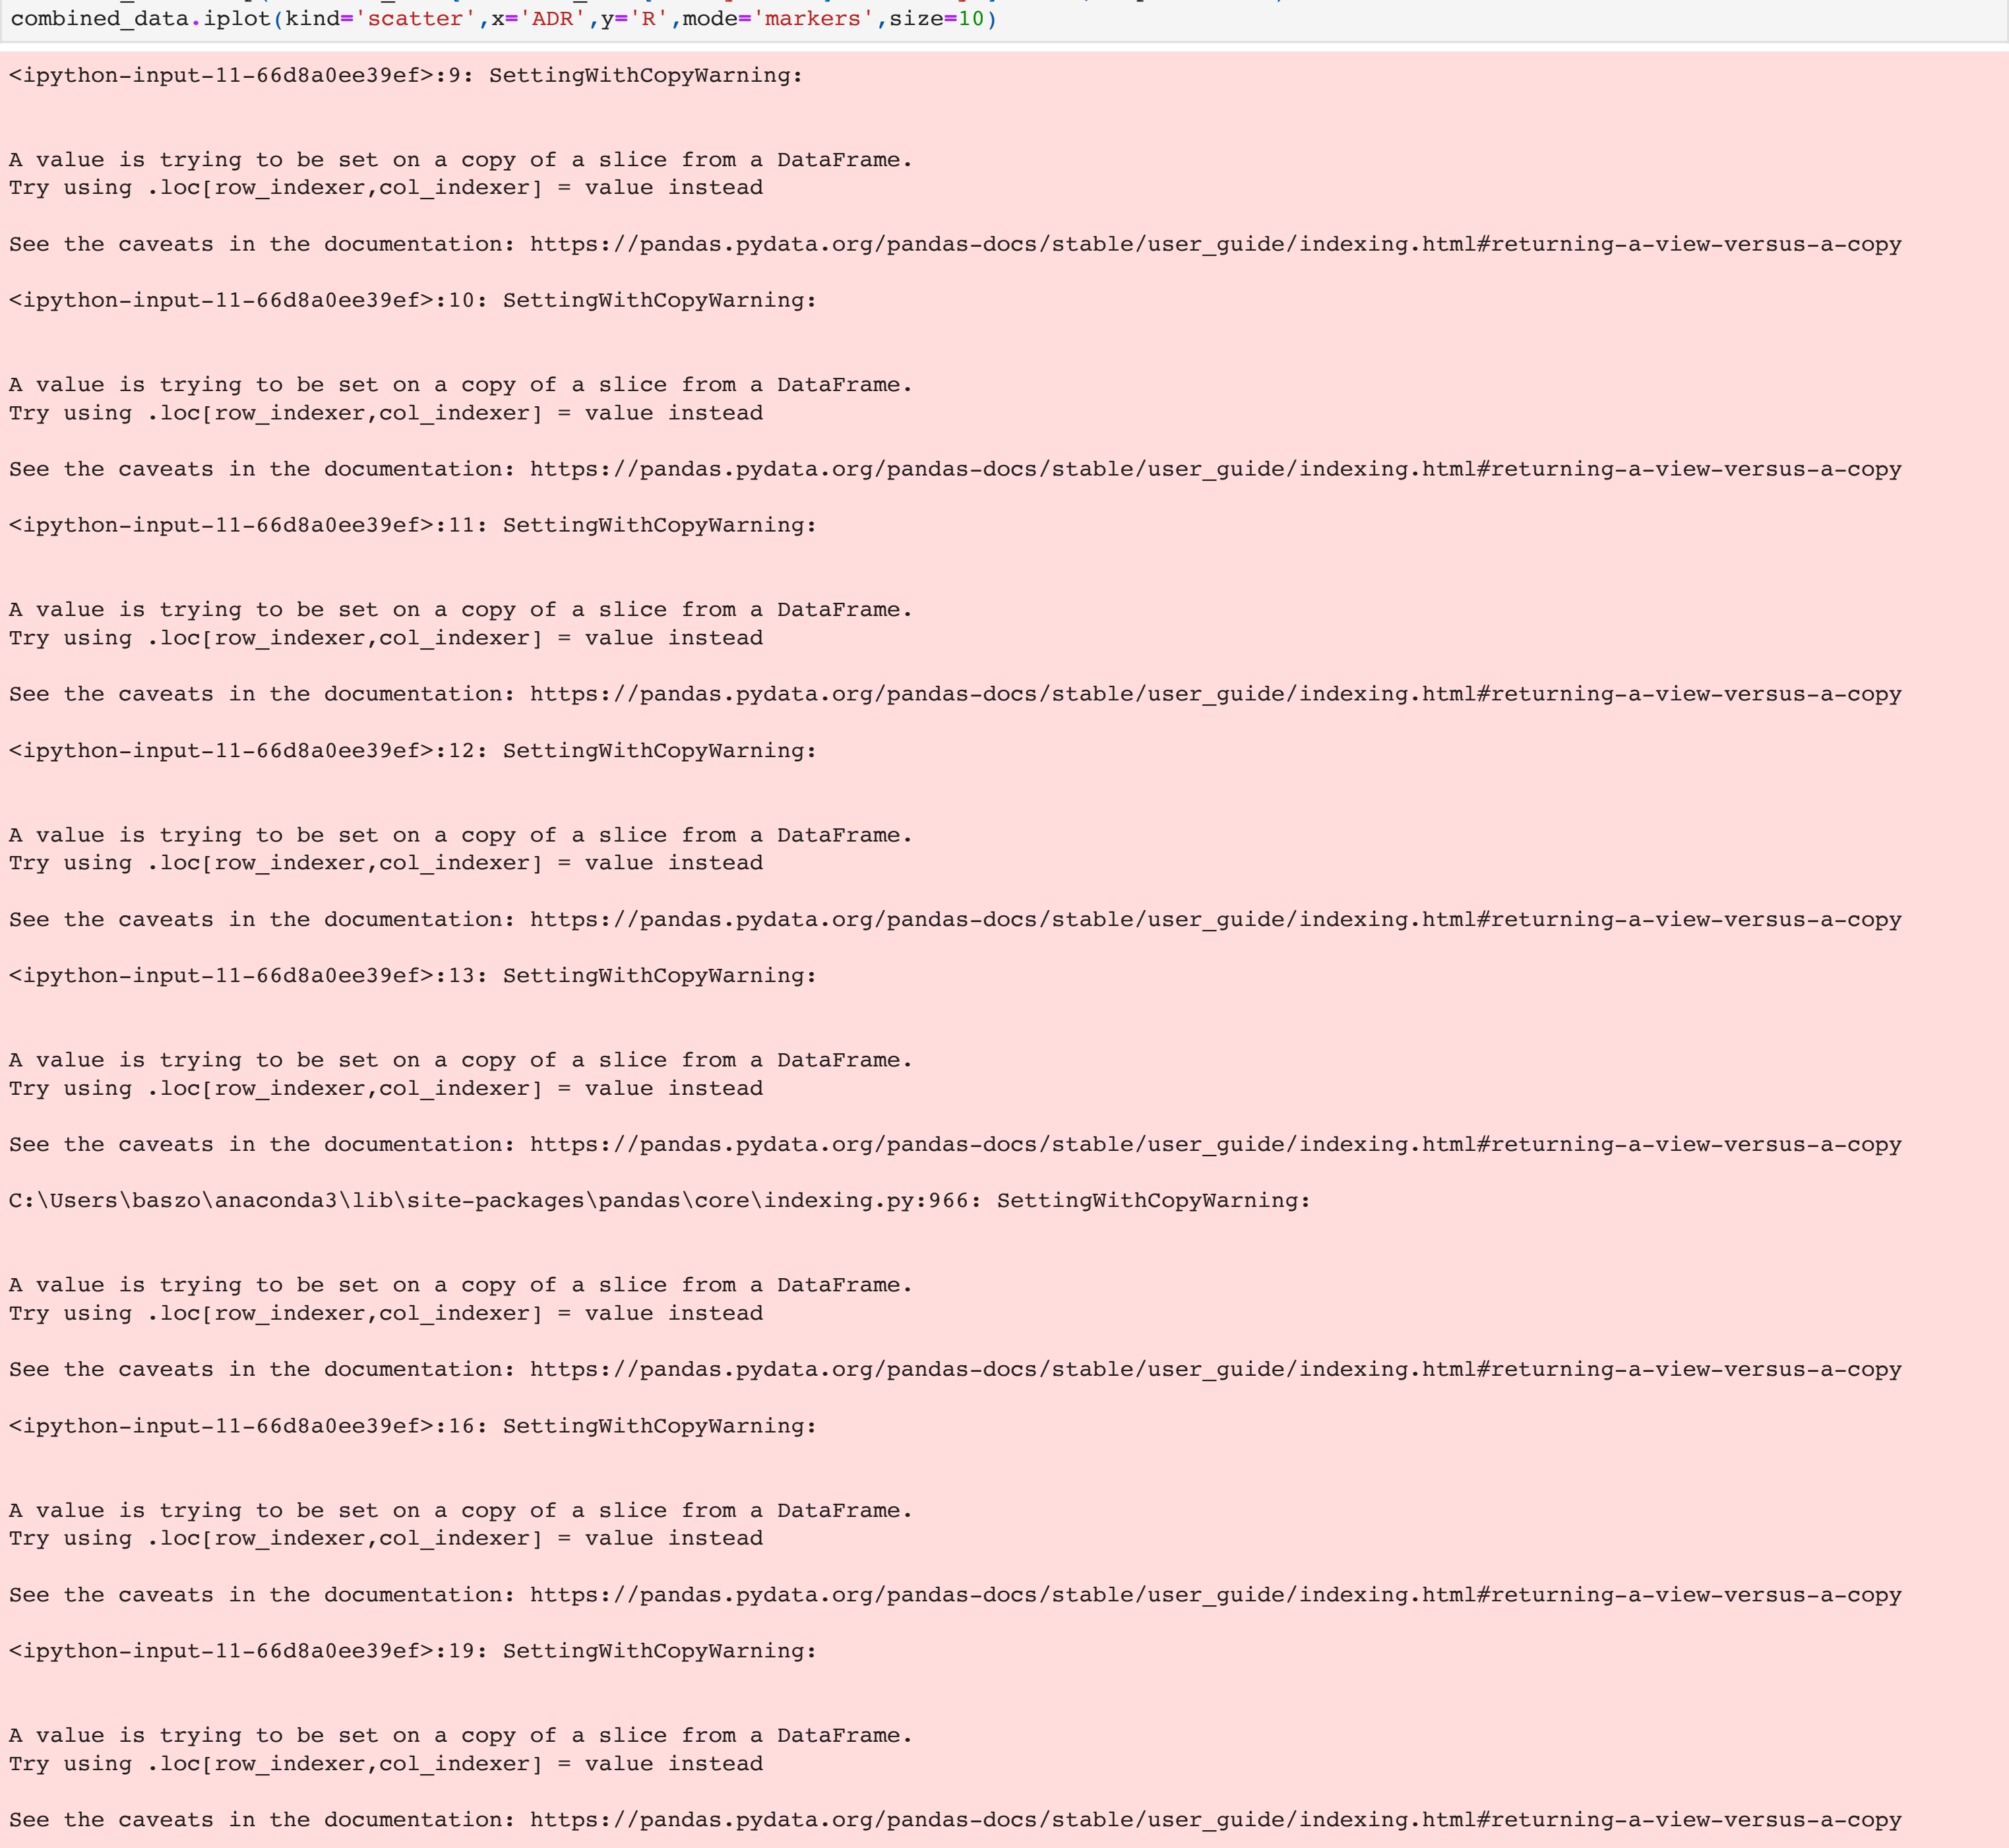 combined_data.iplot(kind='scatter',x='ADR',y='R',mode='markers',size=10)
<ipython-input-11-66d8a0ee39ef>:9: SettingWithCopyWarning:
A value is trying to be set on a copy of a slice from a DataFrame.
Try using .loc[row_indexer,col_indexer] = value instead
See the caveats in the documentation: https://pandas.pydata.org/pandas-docs/stable/user_guide/indexing.html#returning-a-view-versus-a-copy
<ipython-input-11-66d8a0ee39ef>:10: SettingWithCopyWarning:
A value is trying to be set on a copy of a slice from a DataFrame.
Try using .loc[row_indexer,col_indexer] = value instead
See the caveats in the documentation: https://pandas.pydata.org/pandas-docs/stable/user_guide/indexing.html#returning-a-view-versus-a-copy
<ipython-input-11-66d8a0ee39ef>:11: SettingWithCopyWarning:
A value is trying to be set on a copy of a slice from a DataFrame.
Try using .loc[row_indexer,col_indexer] = value instead
See the caveats in the documentation: https://pandas.pydata.org/pandas-docs/stable/user_guide/indexing.html#returning-a-view-versus-a-copy
<ipython-input-11-66d8a0ee39ef>:12: SettingWithCopyWarning:
A value is trying to be set on a copy of a slice from a DataFrame.
Try using .loc[row_indexer,col_indexer] = value instead
See the caveats in the documentation: https://pandas.pydata.org/pandas-docs/stable/user_guide/indexing.html#returning-a-view-versus-a-copy
<ipython-input-11-66d8a0ee39ef>:13: SettingWithCopyWarning:
A value is trying to be set on a copy of a slice from a DataFrame.
Try using .loc[row_indexer,col_indexer] = value instead
See the caveats in the documentation: https://pandas.pydata.org/pandas-docs/stable/user_guide/indexing.html#returning-a-view-versus-a-copy
C:\Users\baszo\anaconda3\lib\site-packages\pandas\core\indexing.py:966: SettingWithCopyWarning:
A value is trying to be set on a copy of a slice from a DataFrame.
Try using .loc[row_indexer,col_indexer] = value instead
See the caveats in the documentation: https://pandas.pydata.org/pandas-docs/stable/user_guide/indexing.html#returning-a-view-versus-a-copy
<ipython-input-11-66d8a0ee39ef>:16: SettingWithCopyWarning:
A value is trying to be set on a copy of a slice from a DataFrame.
Try using .loc[row_indexer,col_indexer] = value instead
See the caveats in the documentation: https://pandas.pydata.org/pandas-docs/stable/user_guide/indexing.html#returning-a-view-versus-a-copy
<ipython-input-11-66d8a0ee39ef>:19: SettingWithCopyWarning:
A value is trying to be set on a copy of a slice from a DataFrame.
Try using .loc[row_indexer,col_indexer] = value instead
See the caveats in the documentation: https://pandas.pydata.org/pandas-docs/stable/user_guide/indexing.html#returning-a-view-versus-a-copy